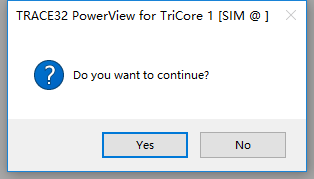 TRACE32 PowerView for TriCore 1 [SIM @ ]
Do you want to continue?
Yes
No